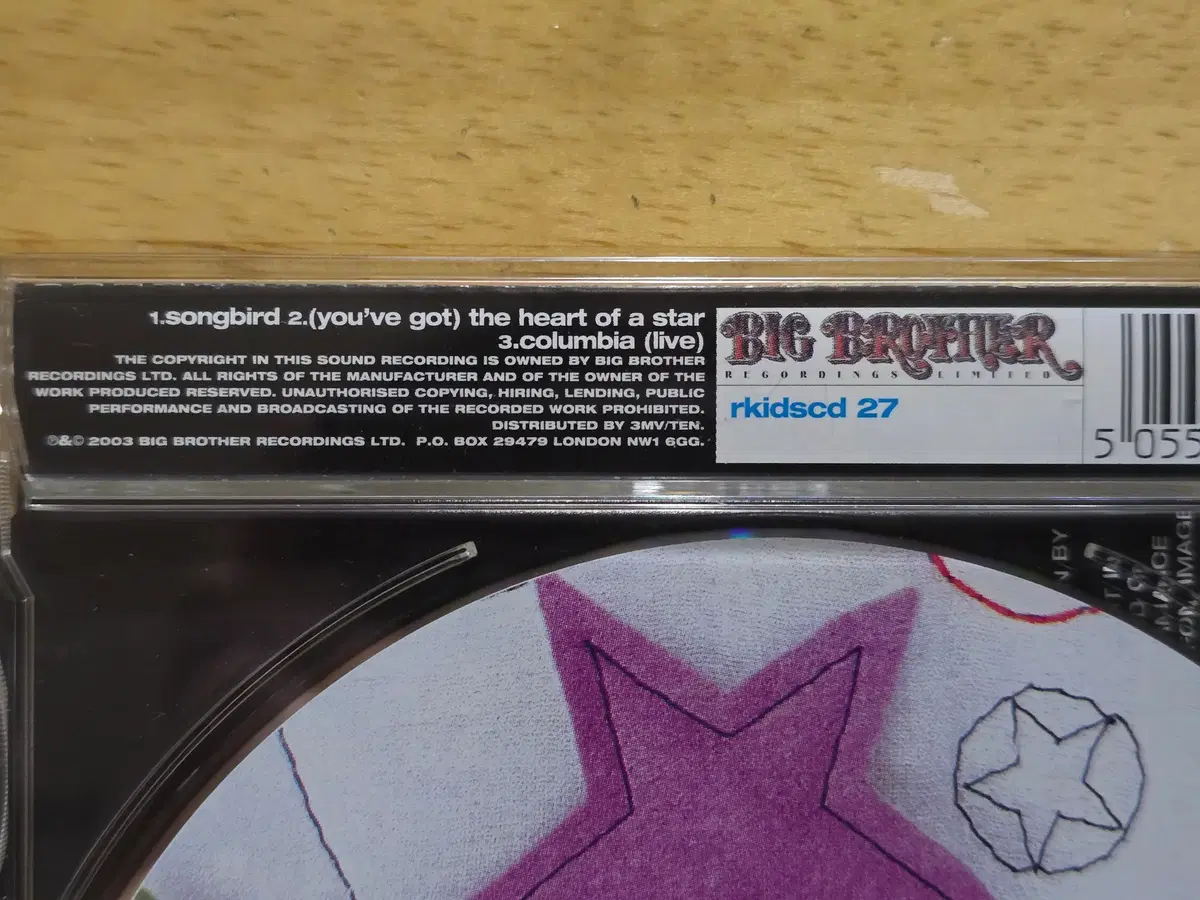 1.songbird 2.(you've got) the heart of a star
3.columbia (live)
THE COPYRIGHT IN THIS SOUND RECORDING IS OWNED BY BIG BROTHER
RECORDINGS LTD. ALL RIGHTS OF THE MANUFACTURER AND OF THE OWNER OF THE
WORK PRODUCED RESERVED. UNAUTHORISED COPYING, HIRING, LENDING, PUBLIC
PERFORMANCE AND BROADCASTING OF THE RECORDED WORK PROHIBITED.
DISTRIBUTED BY 3MV/TEN.
℗&© 2003 BIG BROTHER RECORDINGS LTD. P.O. BOX 29479 LONDON NW1 6GG.
BIG BROTHER
RECORDINGS LIMITED
rkidscd 27
5 055
BY
IMAGE